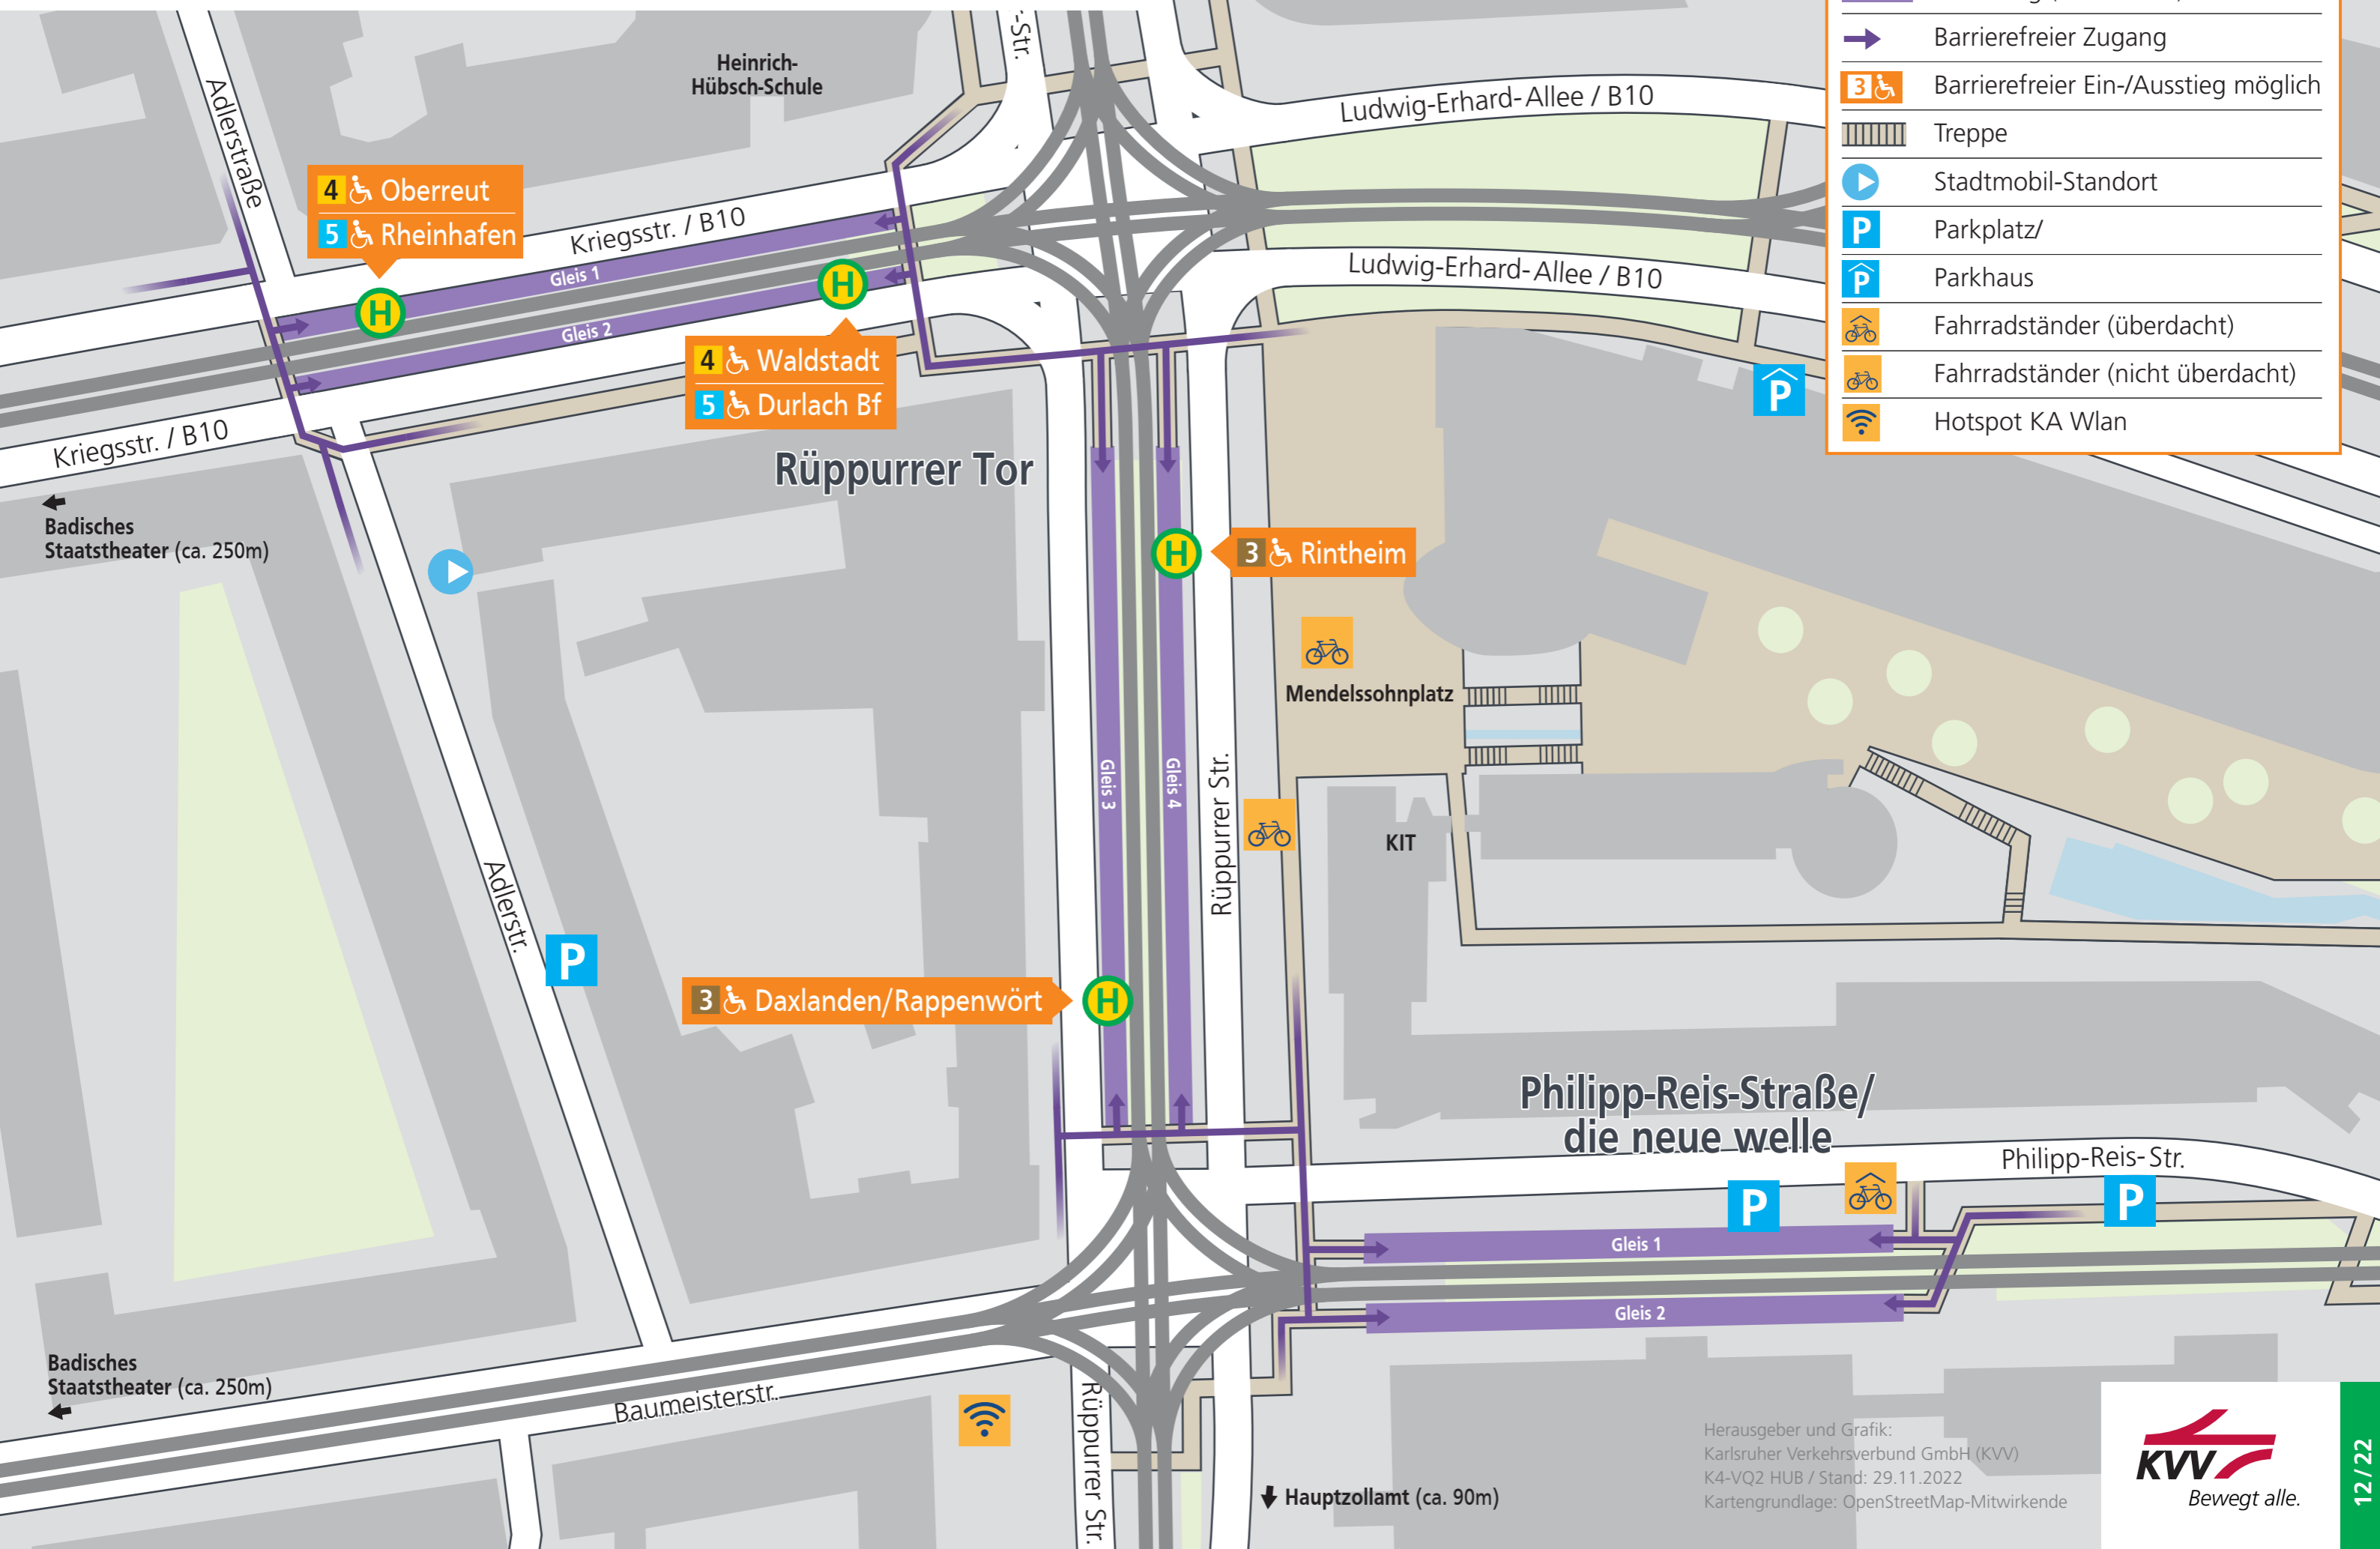 -Str.
Heinrich-
Hübsch-Schule
Adlerstraße
4 Oberreut
5 Rheinhafen
Kriegsstr. / B10
Gleis 1
Gleis 2
H
H
4 Waldstadt
5 Durlach Bf
Kriegsstr. / B10
Ludwig-Erhard-Allee / B10
Ludwig-Erhard-Allee / B10
Barrierefreier Zugang
3 Barrierefreier Ein-/Ausstieg möglich
Treppe
Stadtmobil-Standort
P Parkplatz/
P Parkhaus
Fahrradständer (überdacht)
Fahrradständer (nicht überdacht)
Hotspot KA Wlan
P
Rüppurrer Tor
Badisches
Staatstheater (ca. 250m)
H
3 Rintheim
Mendelssohnplatz
Gleis 3
Gleis 4
Rüppurrer Str.
KIT
Adlerstr.
P
3 Daxlanden/Rappenwört
H
Philipp-Reis-Straße/
die neue welle
Philipp-Reis-Str.
P
P
Gleis 1
Gleis 2
Badisches
Staatstheater (ca. 250m)
Baumeisterstr.
Rüppurrer Str.
Hauptzollamt (ca. 90m)
Herausgeber und Grafik:
Karlsruher Verkehrsverbund GmbH (KVV)
K4-VQ2 HUB / Stand: 29.11.2022
Kartengrundlage: OpenStreetMap-Mitwirkende
KVV
Bewegt alle.
12/22